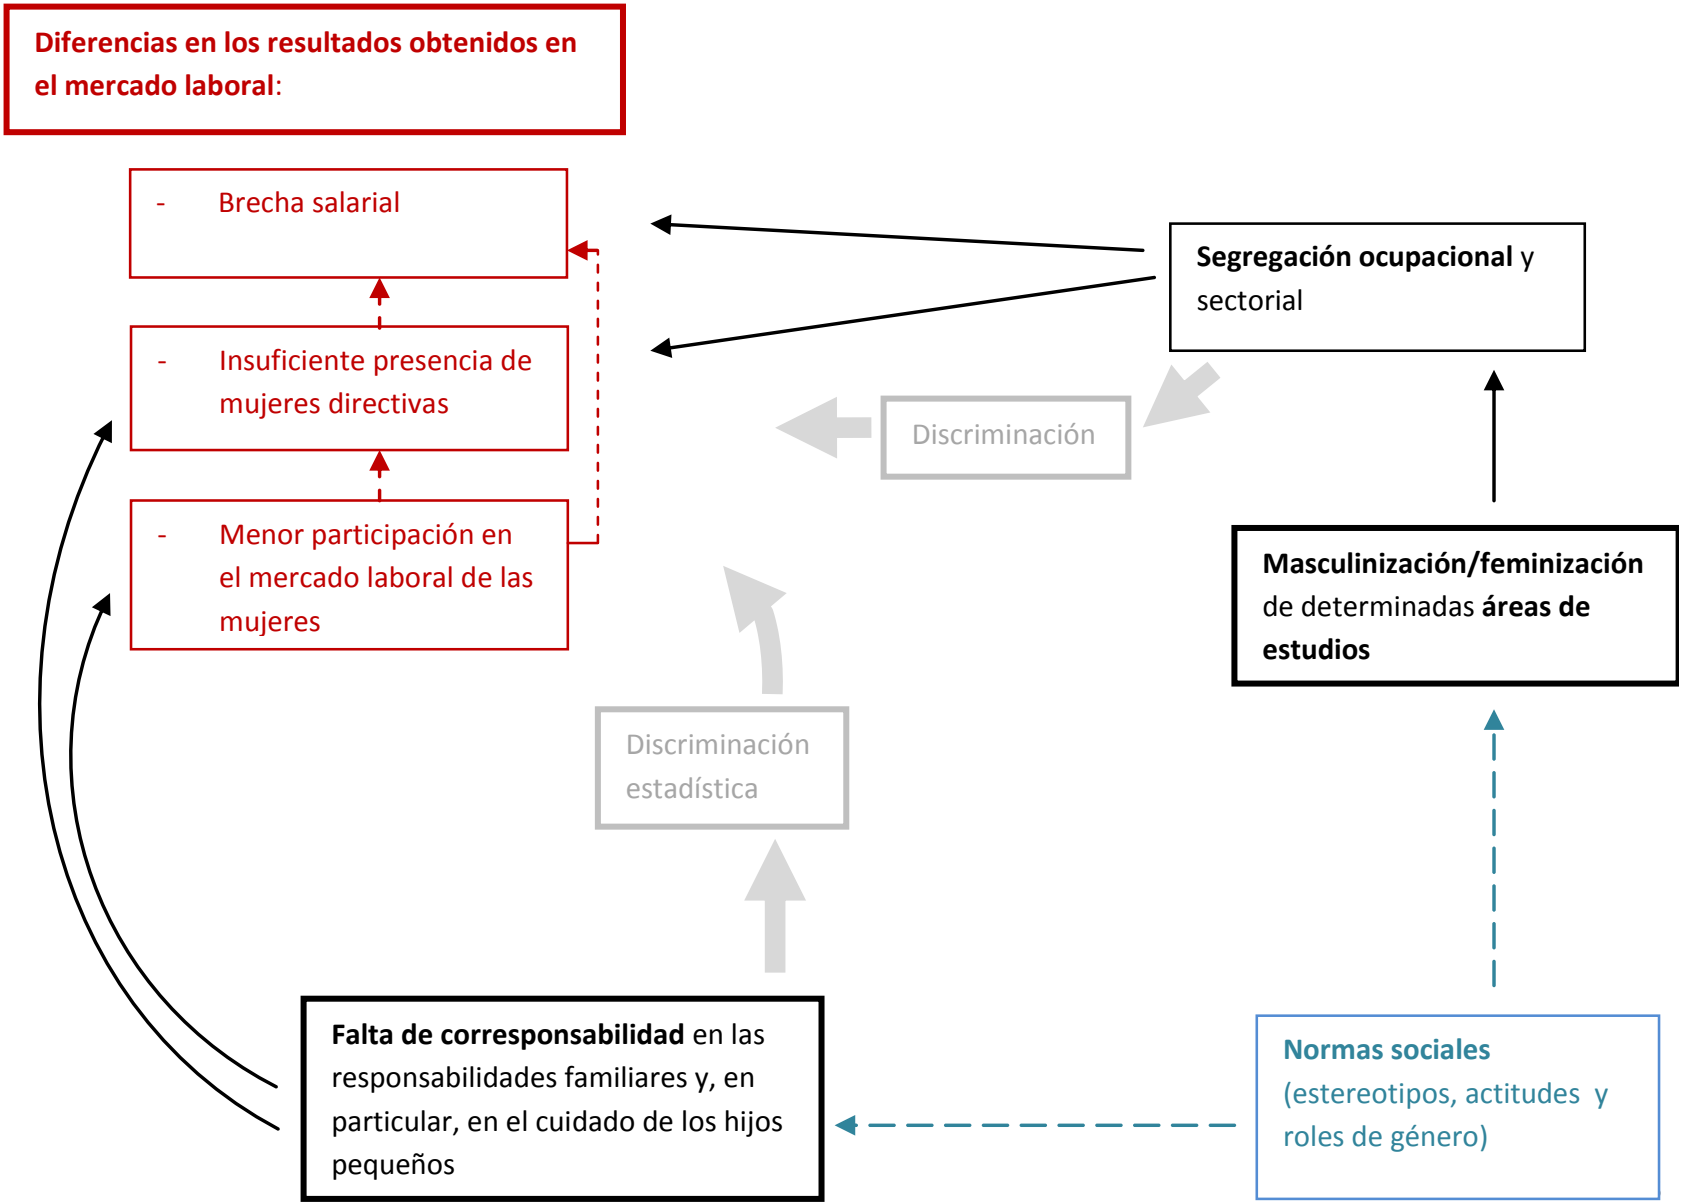 Diferencias en los resultados obtenidos en
el mercado laboral:
- Brecha salarial
- Insuficiente presencia de
mujeres directivas
- Menor participación en
el mercado laboral de las
mujeres
Segregación ocupacional y
sectorial
Discriminación
Masculinización/feminización
de determinadas áreas de
estudios
Discriminación
estadística
Falta de corresponsabilidad en las
responsabilidades familiares y, en
particular, en el cuidado de los hijos
pequeños
Normas sociales
(estereotipos, actitudes y
roles de género)